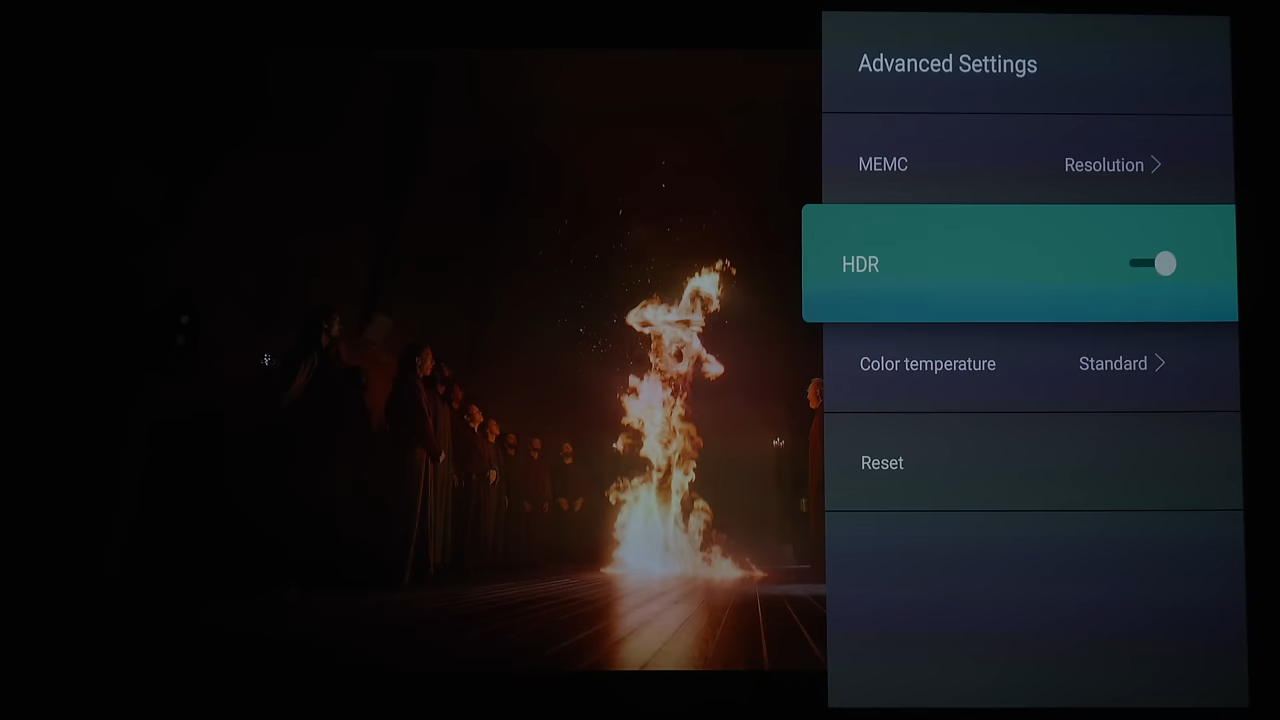 Advanced Settings
MEMC Resolution
HDR
Color temperature Standard
Reset